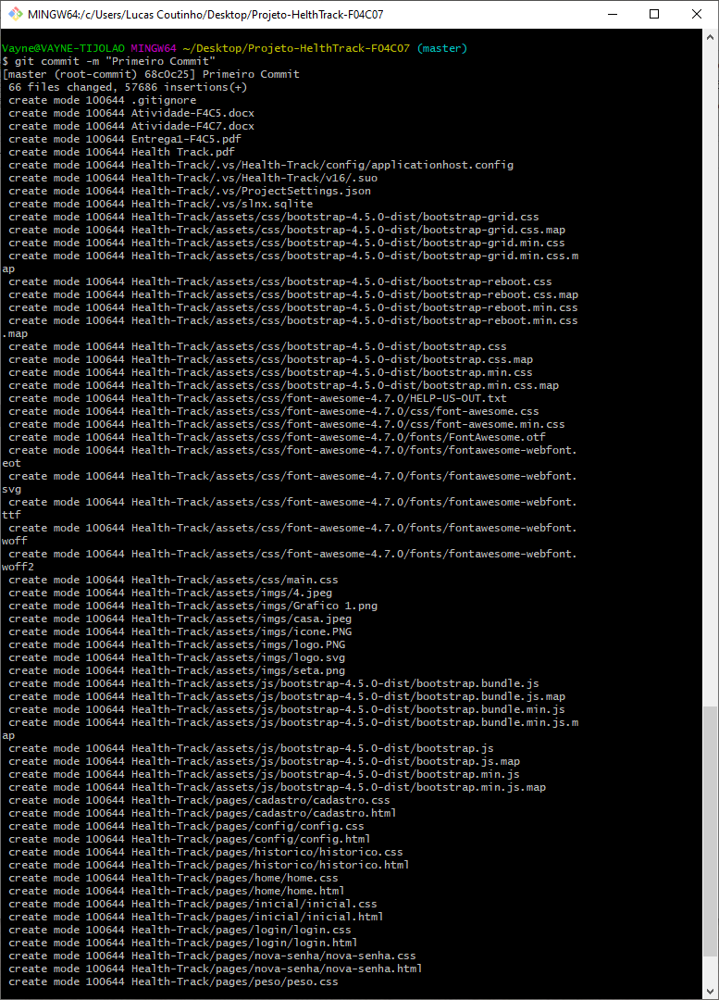 MINGW64:/c/Users/Lucas Coutinho/Desktop/Projeto-HelthTrack-F04C07
Vayne@VAYNE-TIJOLAO MINGW64 ~/Desktop/Projeto-HelthTrack-F04C07 (master)
$ git commit -m "Primeiro Commit"
[master (root-commit) 68c0c25] Primeiro Commit
 66 files changed, 57686 insertions(+)
 create mode 100644 .gitignore
 create mode 100644 Atividade-F4C5.docx
 create mode 100644 Atividade-F4C7.docx
 create mode 100644 Entrega1-F4C5.pdf
 create mode 100644 Health Track.pdf
 create mode 100644 Health-Track/.vs/Health-Track/config/applicationhost.config
 create mode 100644 Health-Track/.vs/Health-Track/v16/.suo
 create mode 100644 Health-Track/.vs/ProjectSettings.json
 create mode 100644 Health-Track/.vs/slnx.sqlite
 create mode 100644 Health-Track/assets/css/bootstrap-4.5.0-dist/bootstrap-grid.css
 create mode 100644 Health-Track/assets/css/bootstrap-4.5.0-dist/bootstrap-grid.css.map
 create mode 100644 Health-Track/assets/css/bootstrap-4.5.0-dist/bootstrap-grid.min.css
 create mode 100644 Health-Track/assets/css/bootstrap-4.5.0-dist/bootstrap-grid.min.css.m
ap
 create mode 100644 Health-Track/assets/css/bootstrap-4.5.0-dist/bootstrap-reboot.css
 create mode 100644 Health-Track/assets/css/bootstrap-4.5.0-dist/bootstrap-reboot.css.map
 create mode 100644 Health-Track/assets/css/bootstrap-4.5.0-dist/bootstrap-reboot.min.css
 create mode 100644 Health-Track/assets/css/bootstrap-4.5.0-dist/bootstrap-reboot.min.css
.map
 create mode 100644 Health-Track/assets/css/bootstrap-4.5.0-dist/bootstrap.css
 create mode 100644 Health-Track/assets/css/bootstrap-4.5.0-dist/bootstrap.css.map
 create mode 100644 Health-Track/assets/css/bootstrap-4.5.0-dist/bootstrap.min.css
 create mode 100644 Health-Track/assets/css/bootstrap-4.5.0-dist/bootstrap.min.css.map
 create mode 100644 Health-Track/assets/css/font-awesome-4.7.0/HELP-US-OUT.txt
 create mode 100644 Health-Track/assets/css/font-awesome-4.7.0/css/font-awesome.css
 create mode 100644 Health-Track/assets/css/font-awesome-4.7.0/css/font-awesome.min.css
 create mode 100644 Health-Track/assets/css/font-awesome-4.7.0/fonts/FontAwesome.otf
 create mode 100644 Health-Track/assets/css/font-awesome-4.7.0/fonts/fontawesome-webfont.
eot
 create mode 100644 Health-Track/assets/css/font-awesome-4.7.0/fonts/fontawesome-webfont.
svg
 create mode 100644 Health-Track/assets/css/font-awesome-4.7.0/fonts/fontawesome-webfont.
ttf
 create mode 100644 Health-Track/assets/css/font-awesome-4.7.0/fonts/fontawesome-webfont.
woff
 create mode 100644 Health-Track/assets/css/font-awesome-4.7.0/fonts/fontawesome-webfont.
woff2
 create mode 100644 Health-Track/assets/css/main.css
 create mode 100644 Health-Track/assets/imgs/4.jpeg
 create mode 100644 Health-Track/assets/imgs/Grafico 1.png
 create mode 100644 Health-Track/assets/imgs/casa.jpeg
 create mode 100644 Health-Track/assets/imgs/icone.PNG
 create mode 100644 Health-Track/assets/imgs/logo.PNG
 create mode 100644 Health-Track/assets/imgs/logo.svg
 create mode 100644 Health-Track/assets/imgs/seta.png
 create mode 100644 Health-Track/assets/js/bootstrap-4.5.0-dist/bootstrap.bundle.js
 create mode 100644 Health-Track/assets/js/bootstrap-4.5.0-dist/bootstrap.bundle.js.map
 create mode 100644 Health-Track/assets/js/bootstrap-4.5.0-dist/bootstrap.bundle.min.js
 create mode 100644 Health-Track/assets/js/bootstrap-4.5.0-dist/bootstrap.bundle.min.js.m
ap
 create mode 100644 Health-Track/assets/js/bootstrap-4.5.0-dist/bootstrap.js
 create mode 100644 Health-Track/assets/js/bootstrap-4.5.0-dist/bootstrap.js.map
 create mode 100644 Health-Track/assets/js/bootstrap-4.5.0-dist/bootstrap.min.js
 create mode 100644 Health-Track/assets/js/bootstrap-4.5.0-dist/bootstrap.min.js.map
 create mode 100644 Health-Track/pages/cadastro/cadastro.css
 create mode 100644 Health-Track/pages/cadastro/cadastro.html
 create mode 100644 Health-Track/pages/config/config.css
 create mode 100644 Health-Track/pages/config/config.html
 create mode 100644 Health-Track/pages/historico/historico.css
 create mode 100644 Health-Track/pages/historico/historico.html
 create mode 100644 Health-Track/pages/home/home.css
 create mode 100644 Health-Track/pages/home/home.html
 create mode 100644 Health-Track/pages/inicial/inicial.css
 create mode 100644 Health-Track/pages/inicial/inicial.html
 create mode 100644 Health-Track/pages/login/login.css
 create mode 100644 Health-Track/pages/login/login.html
 create mode 100644 Health-Track/pages/nova-senha/nova-senha.css
 create mode 100644 Health-Track/pages/nova-senha/nova-senha.html
 create mode 100644 Health-Track/pages/peso/peso.css